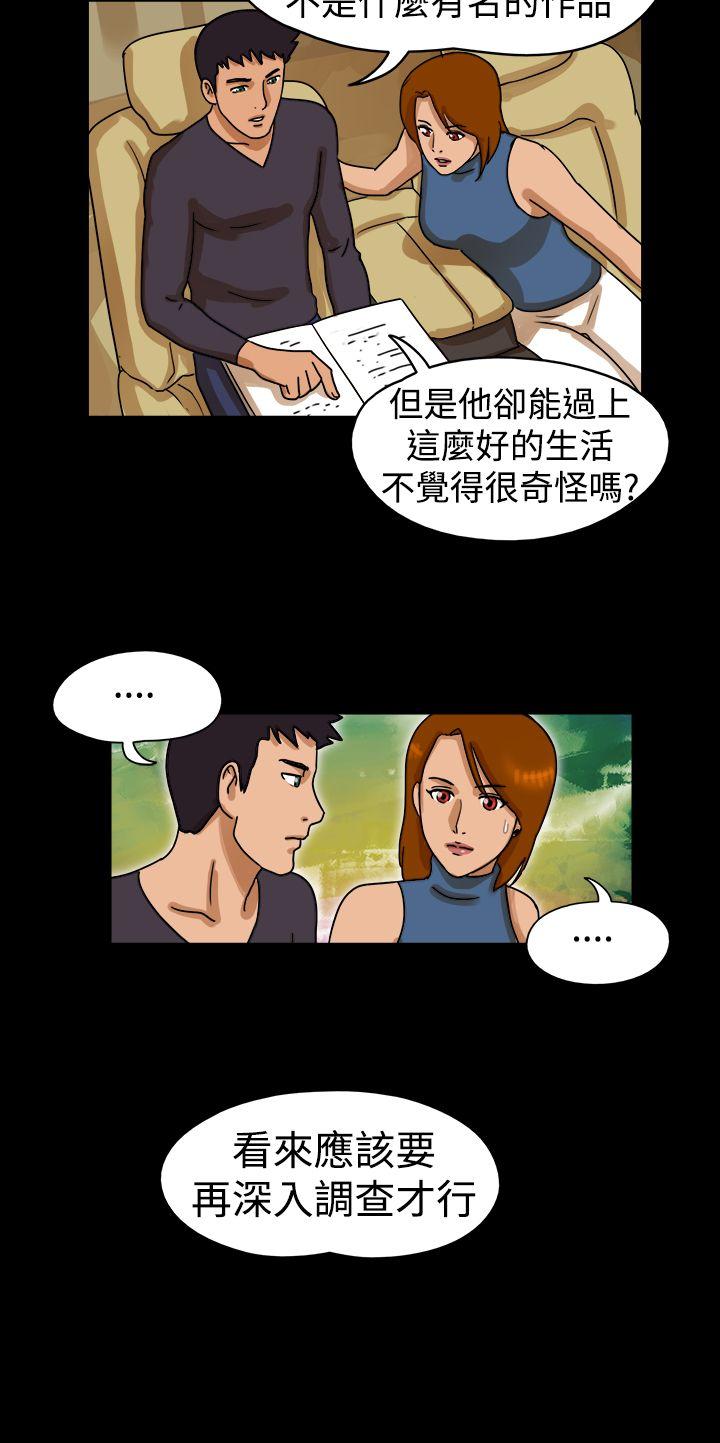 不是什麼有名的作品
但是他卻能過上
這麼好的生活
不覺得很奇怪嗎?
....
....
看來應該要
再深入調查才行